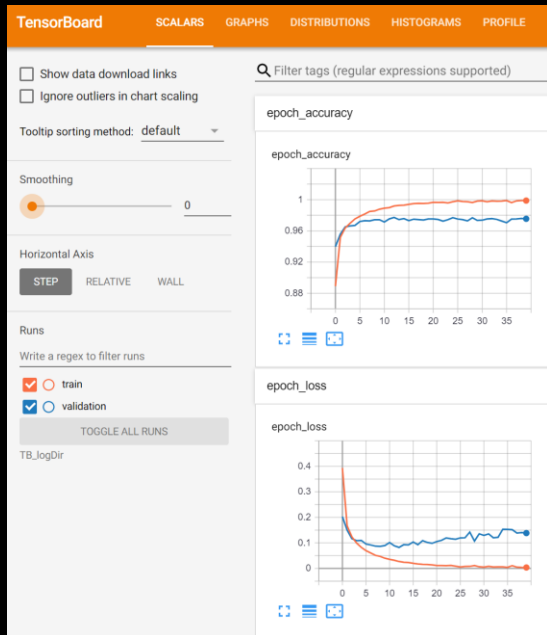 TensorBoard SCALARS GRAPHS DISTRIBUTIONS HISTOGRAMS PROFILE
Show data download links
Ignore outliers in chart scaling
Tooltip sorting method: default
Smoothing
0
Horizontal Axis
STEP RELATIVE WALL
Runs
Write a regex to filter runs
train
validation
TOGGLE ALL RUNS
TB_logDir
Filter tags (regular expressions supported)
epoch_accuracy
epoch_accuracy
1
0.96
0.92
0.88
0 5 10 15 20 25 30 35
epoch_loss
epoch_loss
0.4
0.3
0.2
0.1
0
0 5 10 15 20 25 30 35